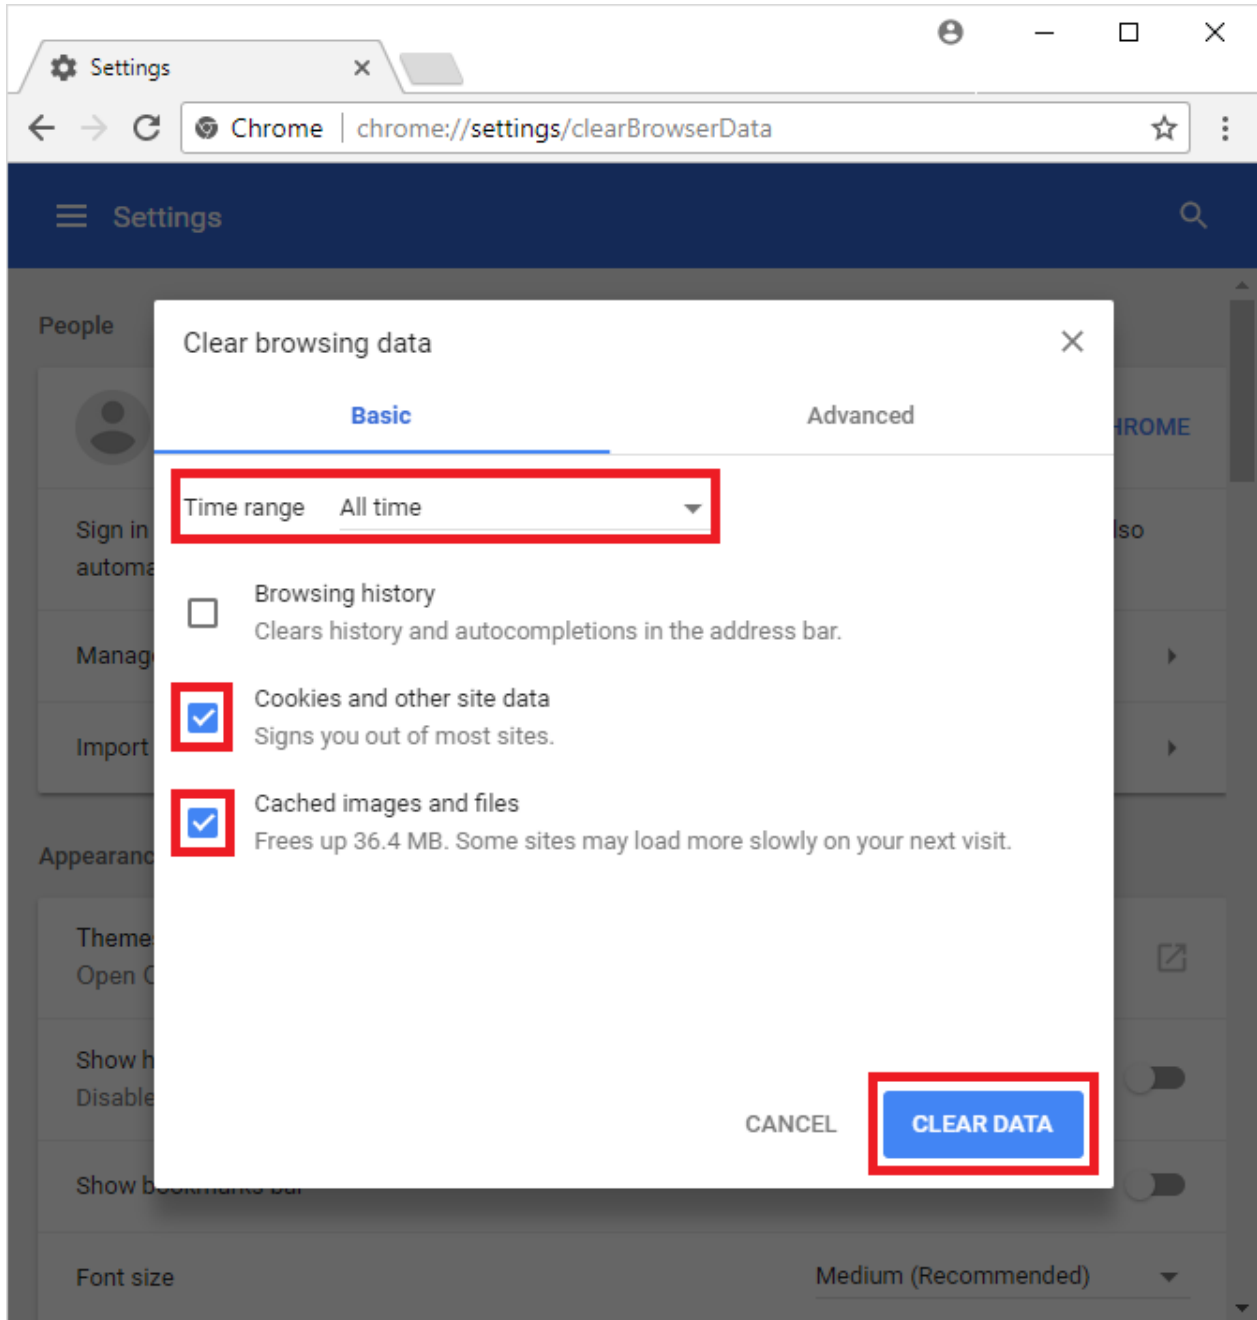 Settings
Chrome chrome://settings/clearBrowserData
Settings
People
Clear browsing data
Basic Advanced
HROME
Time range All time
Sign in lso
automa
Browsing history
Clears history and autocompletions in the address bar.
Manag
Cookies and other site data
Signs you out of most sites.
Import
Cached images and files
Frees up 36.4 MB. Some sites may load more slowly on your next visit.
Appearanc
Theme
Open
Show h
Disable
CANCEL CLEAR DATA
Show bookmarks bar
Font size Medium (Recommended)